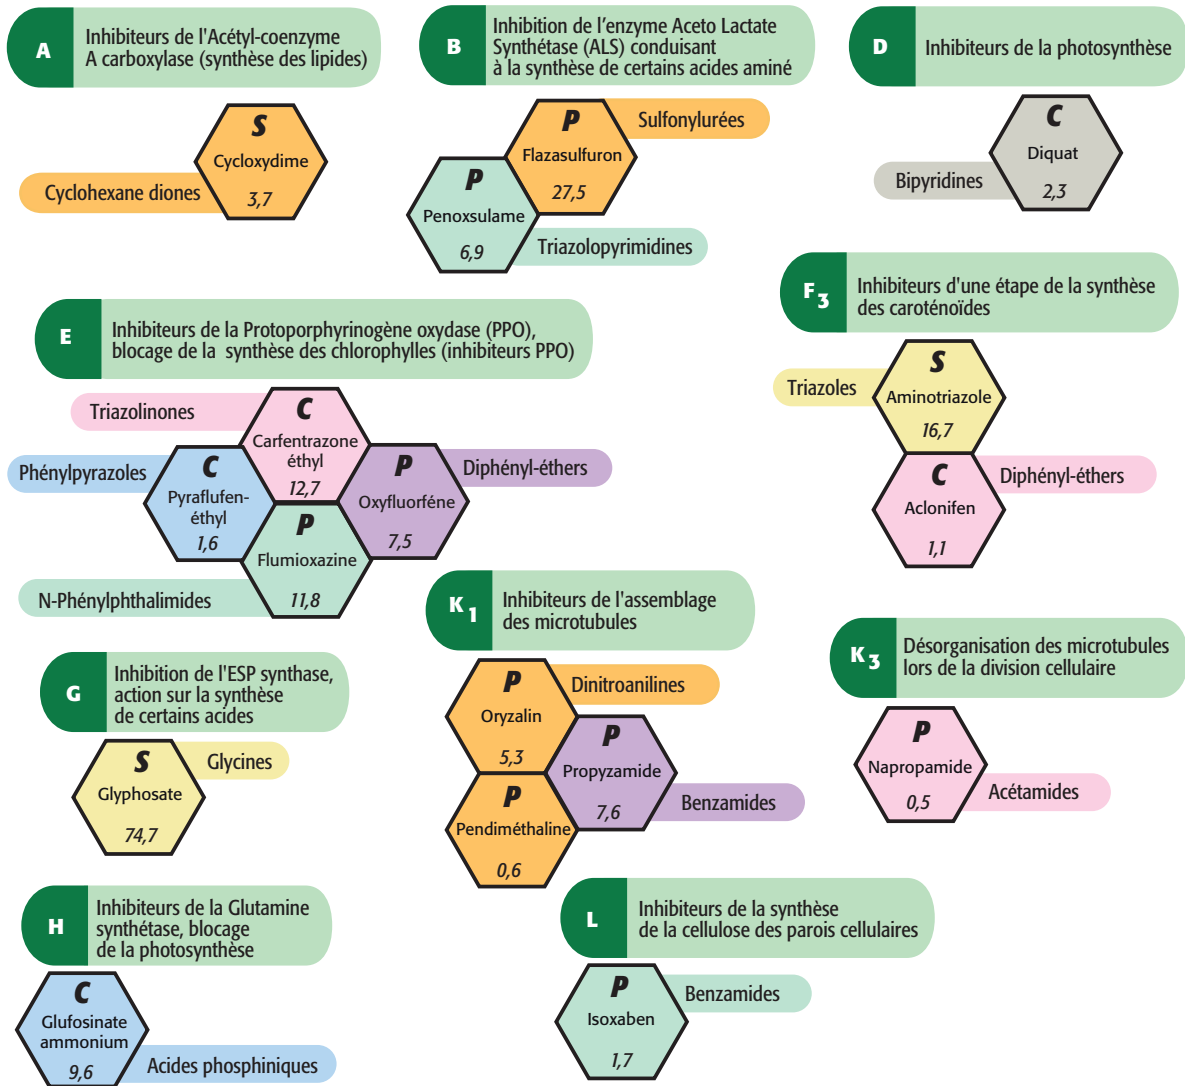 A
Inhibiteurs de l'Acétyl-coenzyme
A carboxylase (synthèse des lipides)
S
Cycloxydime
3,7
Cyclohexane diones
B
Inhibition de l'enzyme Aceto Lactate
Synthétase (ALS) conduisant
à la synthèse de certains acides aminé
P
Flazasulfuron
27,5
Sulfonylurées
P
Penoxsulame
6,9
Triazolopyrimidines
D
Inhibiteurs de la photosynthèse
C
Diquat
2,3
Bipyridines
E
Inhibiteurs de la Protoporphyrinogène oxydase (PPO),
blocage de la synthèse des chlorophylles (inhibiteurs PPO)
Triazolinones
C
Carfentrazone
éthyl
12,7
Phénylpyrazoles
C
Pyraflufen-
éthyl
1,6
P
Oxyfluorféne
7,5
Diphényl-éthers
P
Flumioxazine
11,8
N-Phénylphthalimides
F3
Inhibiteurs d'une étape de la synthèse
des caroténoïdes
Triazoles
S
Aminotriazole
16,7
C
Aclonifen
1,1
Diphényl-éthers
G
Inhibition de l'ESP synthase,
action sur la synthèse
de certains acides
S
Glyphosate
74,7
Glycines
K1
Inhibiteurs de l'assemblage
des microtubules
P
Oryzalin
5,3
Dinitroanilines
P
Propyzamide
7,6
Benzamides
P
Pendiméthaline
0,6
K3
Désorganisation des microtubules
lors de la division cellulaire
P
Napropamide
0,5
Acétamides
H
Inhibiteurs de la Glutamine
synthétase, blocage
de la photosynthèse
C
Glufosinate
ammonium
9,6
Acides phosphiniques
L
Inhibiteurs de la synthèse
de la cellulose des parois cellulaires
P
Isoxaben
1,7
Benzamides